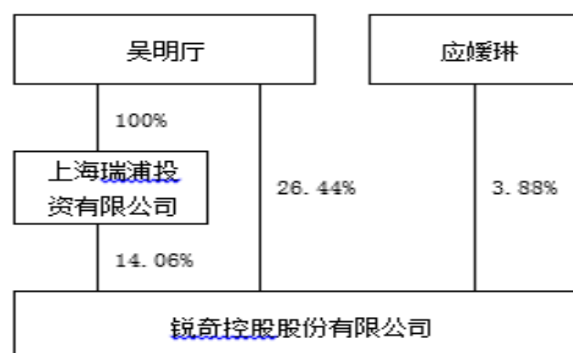 吴明厅
应媛琳
100%
上海瑞浦投
资有限公司
26.44%
3.88%
14.06%
锐奇控股股份有限公司